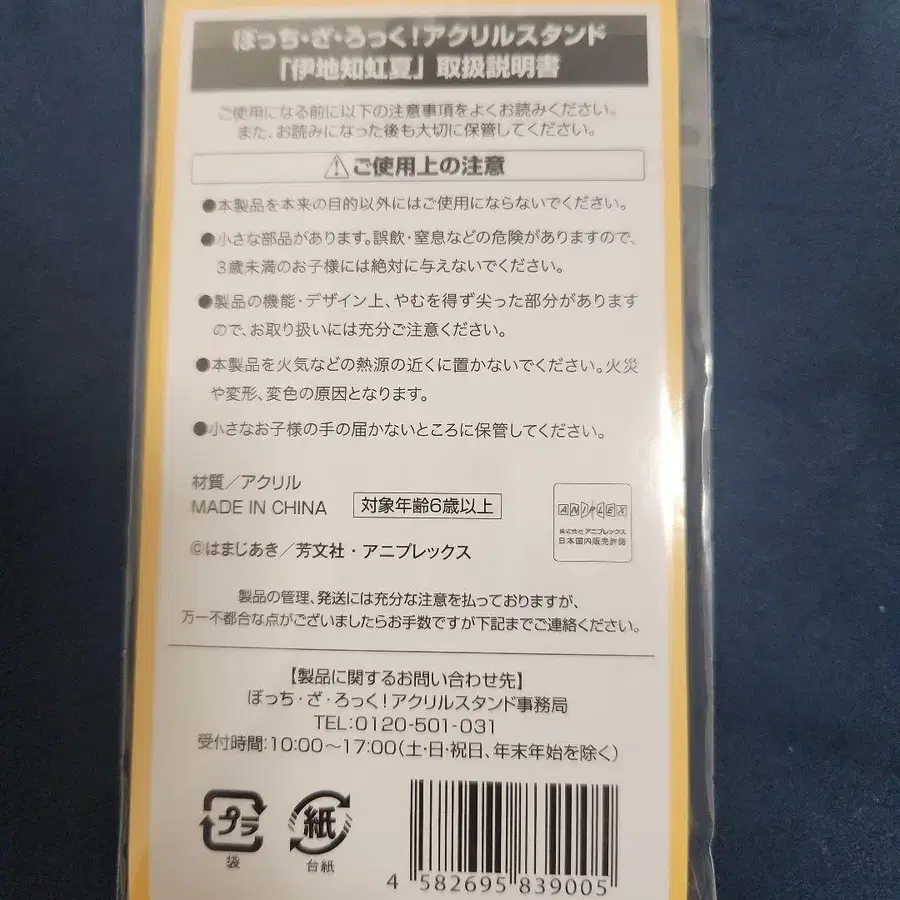 ぼっち・ざ・ろっく！アクリルスタンド
「伊地知虹夏」取扱説明書
ご使用になる前に以下の注意事項をよくお読みください。
また、お読みになった後も大切に保管してください。
⚠ご使用上の注意
●本製品を本来の目的以外にはご使用にならないでください。
●小さな部品があります。誤飲・窒息などの危険がありますので、
3歳未満のお子様には絶対に与えないでください。
●製品の機能・デザイン上、やむを得ず尖った部分があります
ので、お取り扱いには充分ご注意ください。
●本製品を火気などの熱源の近くに置かないでください。火災
や変形、変色の原因となります。
●小さなお子様の手の届かないところに保管してください。
材質／アクリル
MADE IN CHINA 対象年齢6歳以上
ANIPLEX
株式会社アニプレックス
日本国内販売許諾
©はまじあき／芳文社・アニプレックス
製品の管理、発送には充分な注意を払っておりますが、
万一不都合な点がございましたらお手数ですが下記までご連絡ください。
【製品に関するお問い合わせ先】
ぼっち・ざ・ろっく！アクリルスタンド事務局
TEL:0120-501-031
受付時間:10:00～17:00（土・日・祝日、年末年始を除く）
プラ
袋
紙
台紙
4 582695 839005